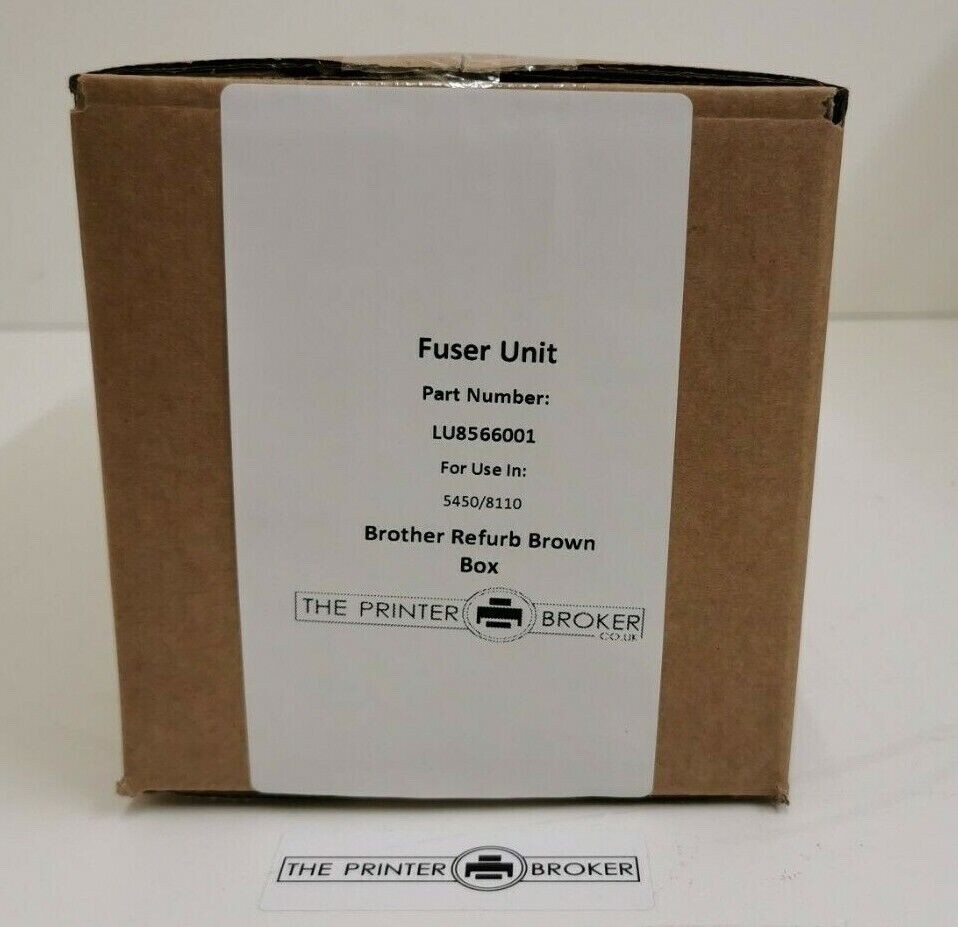 Fuser Unit
Part Number:
LU8566001
For Use In:
5450/8110
Brother Refurb Brown
Box
THE PRINTER BROKER
CO.UK
THE PRINTER BROKER